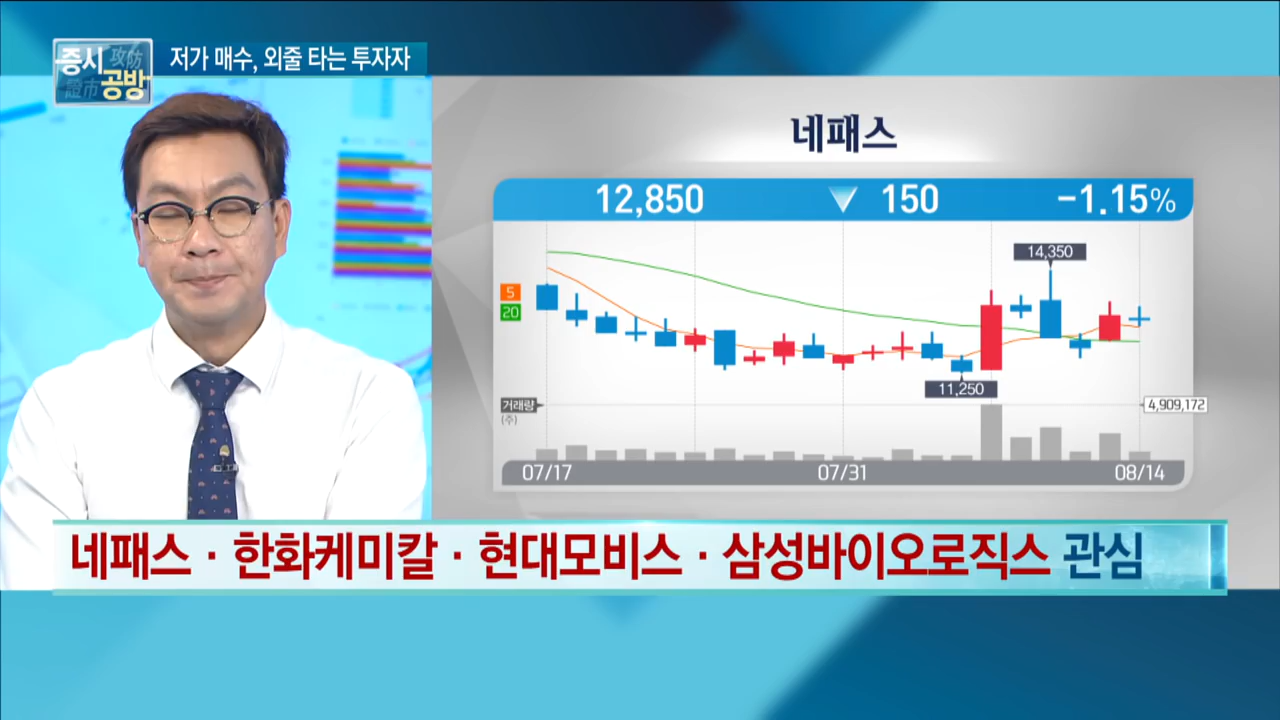 증시 攻防
證市 공방
저가 매수, 외줄 타는 투자자
네패스
12,850 ▼ 150 -1.15%
14,350
5
20
11,250
거래량
(주)
4,909,172
07/17 07/31 08/14
네패스 · 한화케미칼 · 현대모비스 · 삼성바이오로직스 관심